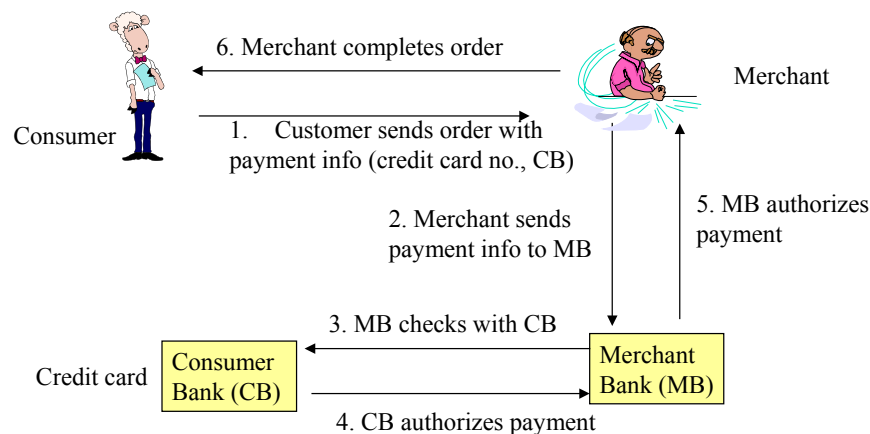 6. Merchant completes order
Merchant
Consumer
1. Customer sends order with
payment info (credit card no., CB)
2. Merchant sends
payment info to MB
5. MB authorizes
payment
3. MB checks with CB
Credit card
Consumer
Bank (CB)
Merchant
Bank (MB)
4. CB authorizes payment